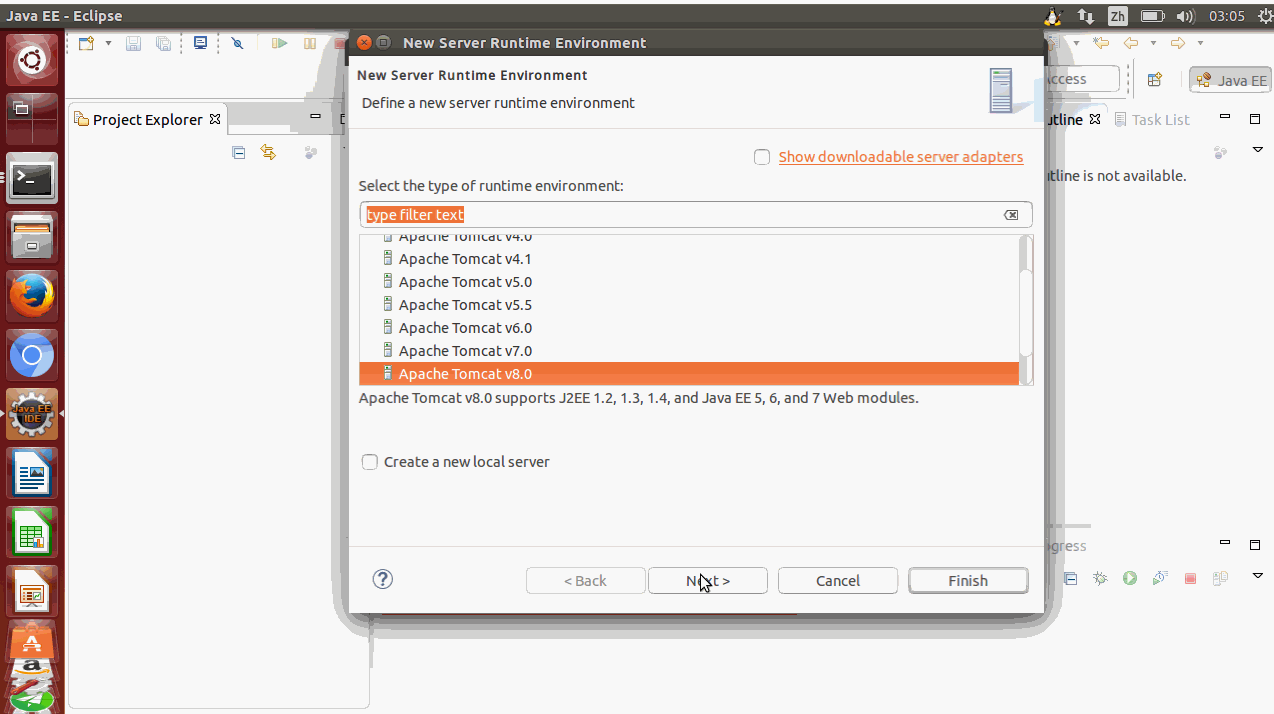 Java EE - Eclipse
Zh
03:05
New Server Runtime Environment
New Server Runtime Environment
Define a new server runtime environment
Java EE
Project Explorer
Task List
Show downloadable server adapters
Select the type of runtime environment:
type filter text
Apache Tomcat v4.0
Apache Tomcat v4.1
Apache Tomcat v5.0
Apache Tomcat v5.5
Apache Tomcat v6.0
Apache Tomcat v7.0
Apache Tomcat v8.0
Apache Tomcat v8.0 supports J2EE 1.2, 1.3, 1.4, and Java EE 5, 6, and 7 Web modules.
Create a new local server
< Back
Next >
Cancel
Finish
tline is not available.
ccess
utline
gress
Java EE
IDE